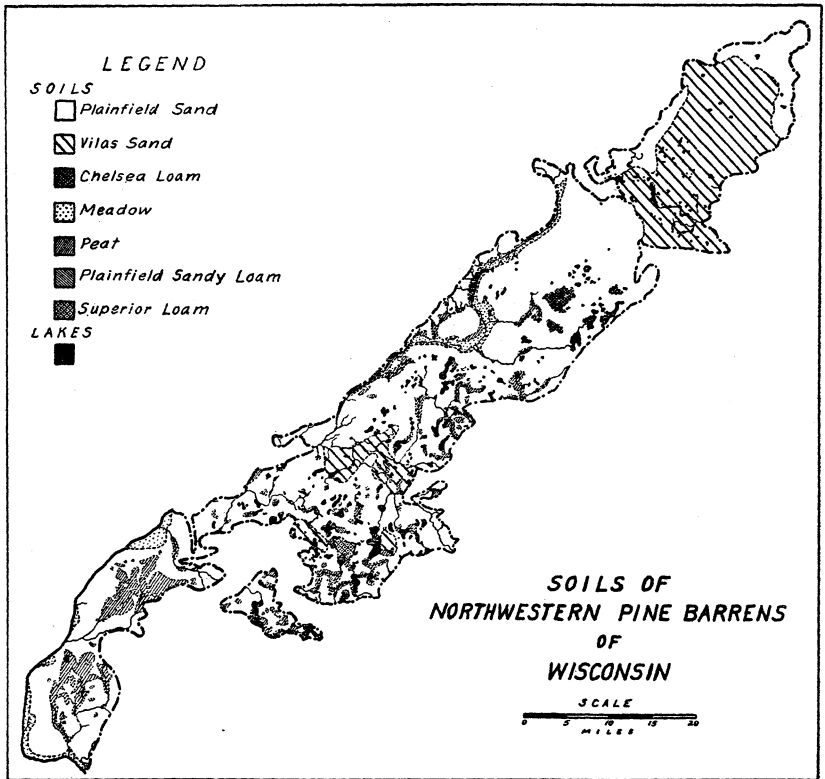 LEGEND
SOILS
Plainfield Sand
Vilas Sand
Chelsea Loam
Meadow
Peat
Plainfield Sandy Loam
Superior Loam
LAKES
SOILS OF
NORTHWESTERN PINE BARRENS
OF
WISCONSIN
SCALE
0 5 10 15 20
MILES